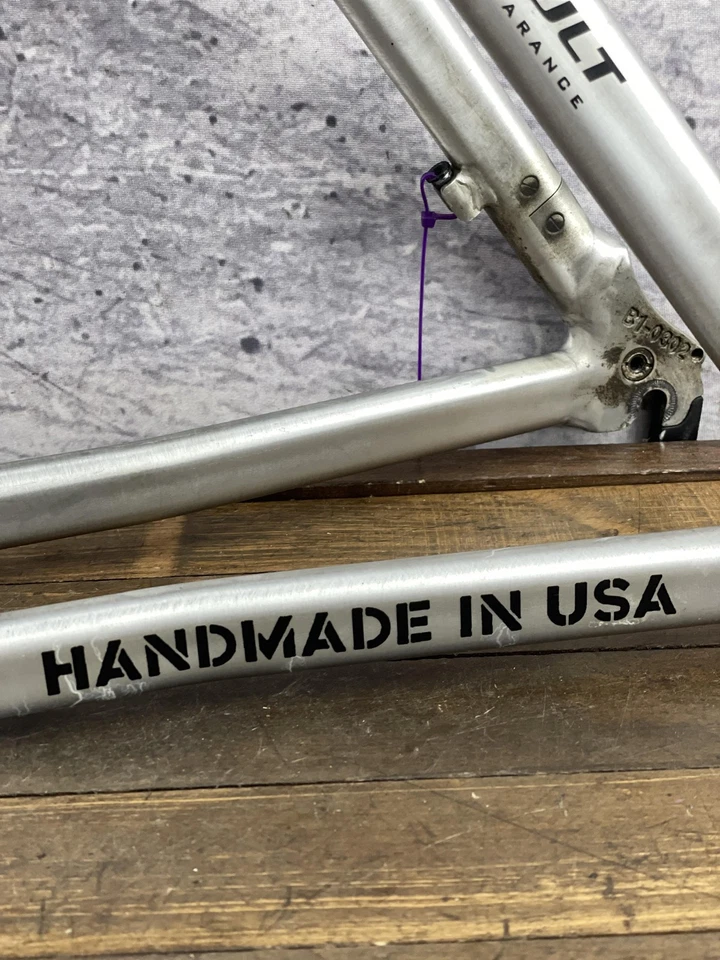 ULT
ARANCE
B1-0302
HANDMADE IN USA